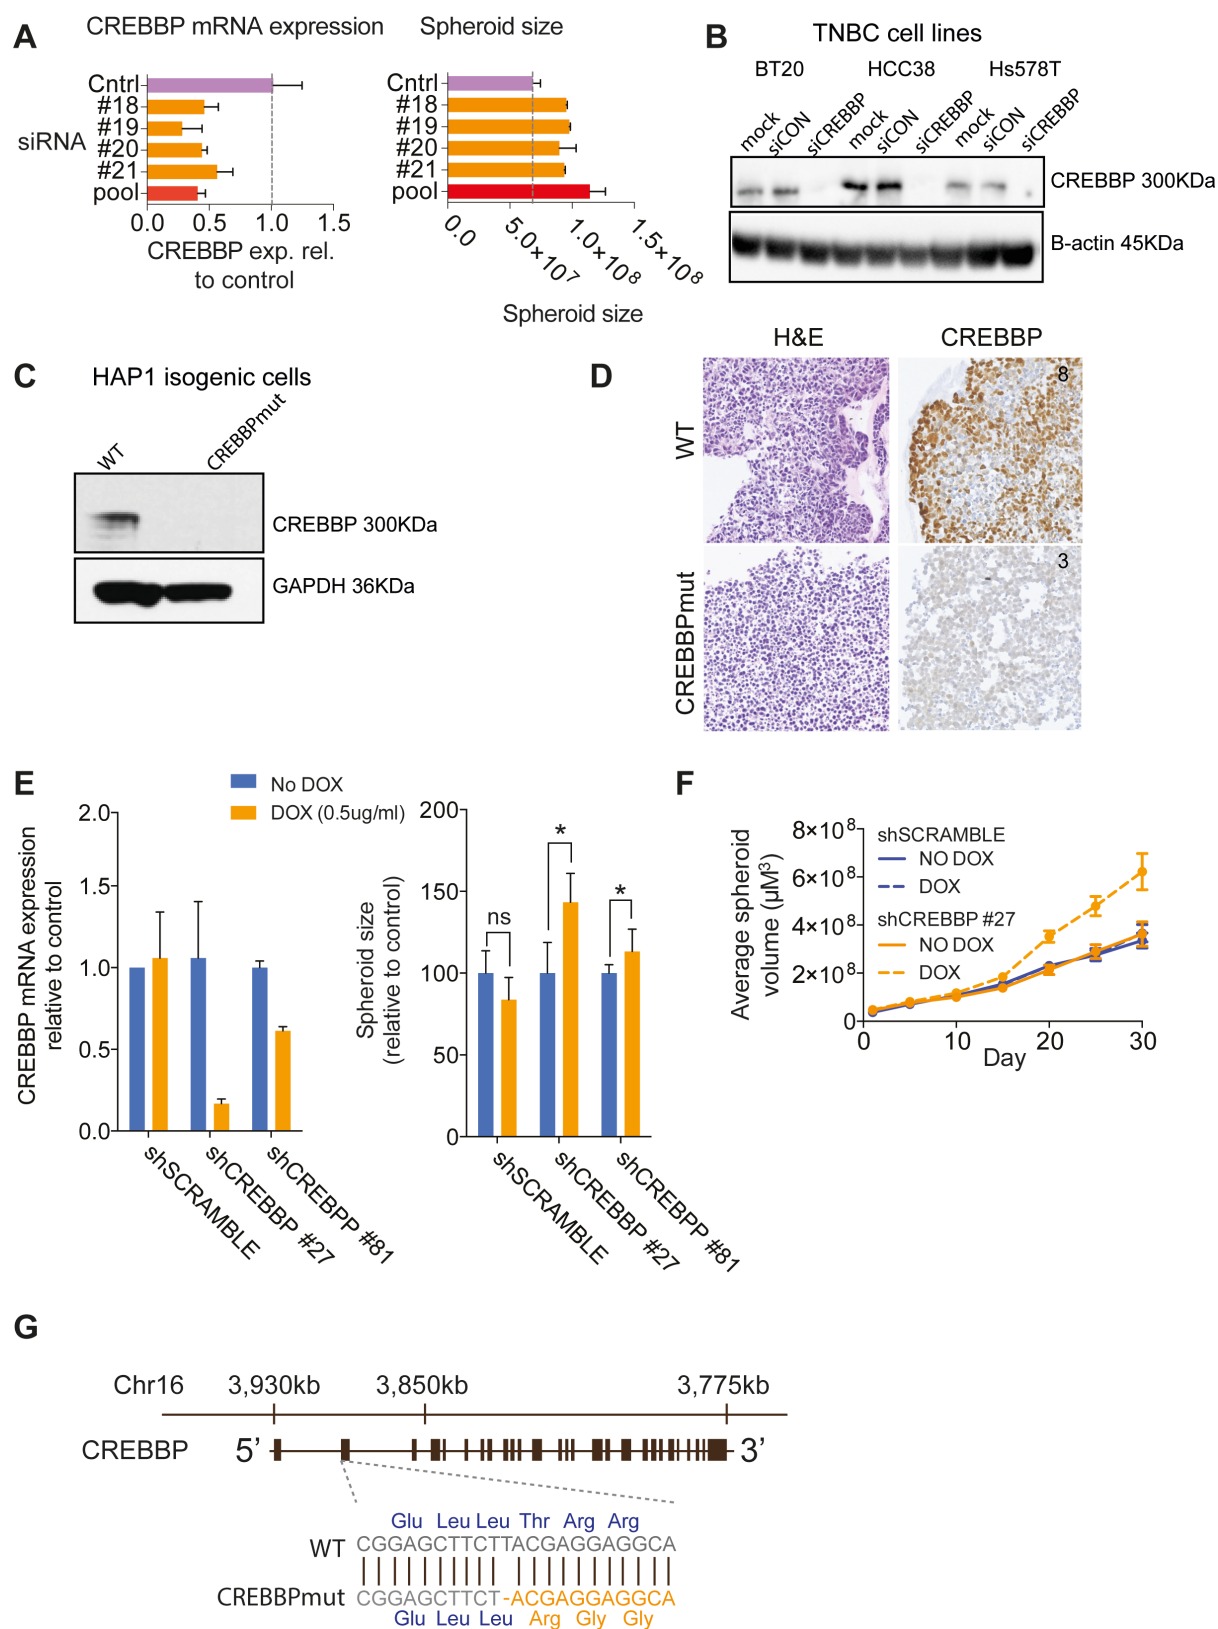 A
CREBBP mRNA expression
Spheroid size
siRNA
Cntrl
#18
#19
#20
#21
pool
0.0 0.5 1.0 1.5
CREBBP exp. rel.
to control
Cntrl
#18
#19
#20
#21
pool
0.0
5.0×10⁷
1.0×10⁸
1.5×10⁸
Spheroid size
B
TNBC cell lines
BT20 HCC38 Hs578T
mock siCON siCREBBP mock siCON siCREBBP mock siCON siCREBBP
CREBBP 300KDa
B-actin 45KDa
C
HAP1 isogenic cells
WT CREBBPmut
CREBBP 300KDa
GAPDH 36KDa
D
H&E CREBBP
WT
8
CREBBPmut
3
E
No DOX
DOX (0.5ug/ml)
CREBBP mRNA expression
relative to control
2.0
1.5
1.0
0.5
0.0
shSCRAMBLE
shCREBBP #27
shCREBPP #81
Spheroid size
(relative to control)
200
150
100
50
0
ns
*
*
shSCRAMBLE
shCREBBP #27
shCREBPP #81
F
Average spheroid
volume (µM³)
8×10⁸
6×10⁸
4×10⁸
2×10⁸
0
shSCRAMBLE
NO DOX
DOX
shCREBBP #27
NO DOX
DOX
0 10 20 30
Day
G
Chr16 3,930kb 3,850kb 3,775kb
CREBBP 5’ 3’
Glu Leu Leu Thr Arg Arg
WT CGGAGCTTCTTACGAGGAGGCA
CREBBPmut CGGAGCTTCT-ACGAGGAGGCA
Glu Leu Leu Arg Gly Gly